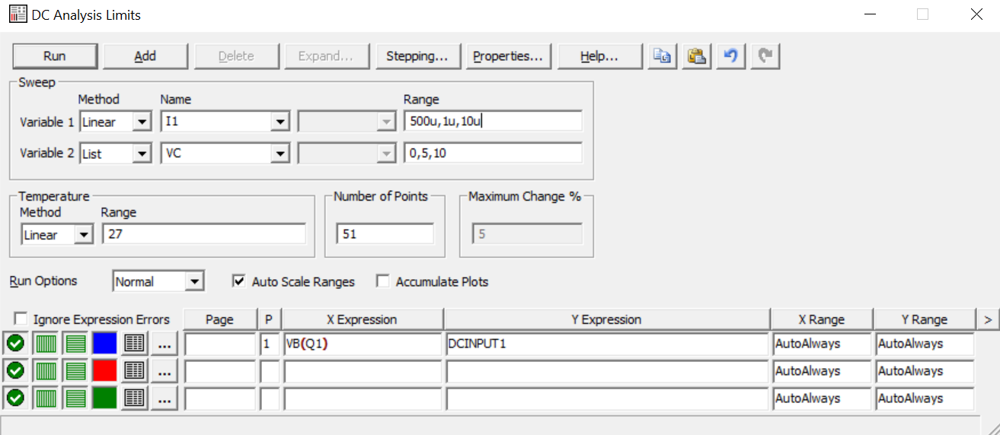 DC Analysis Limits
Run Add Delete Expand... Stepping... Properties... Help...
Sweep
Method Name Range
Variable 1 Linear I1 500u,1u,10u
Variable 2 List VC 0,5,10
Temperature Number of Points Maximum Change %
Method Range
Linear 27 51 5
Run Options Normal Auto Scale Ranges Accumulate Plots
Ignore Expression Errors Page P X Expression Y Expression X Range Y Range >
... 1 VB(Q1) DCINPUT1 AutoAlways AutoAlways
... AutoAlways AutoAlways
... AutoAlways AutoAlways